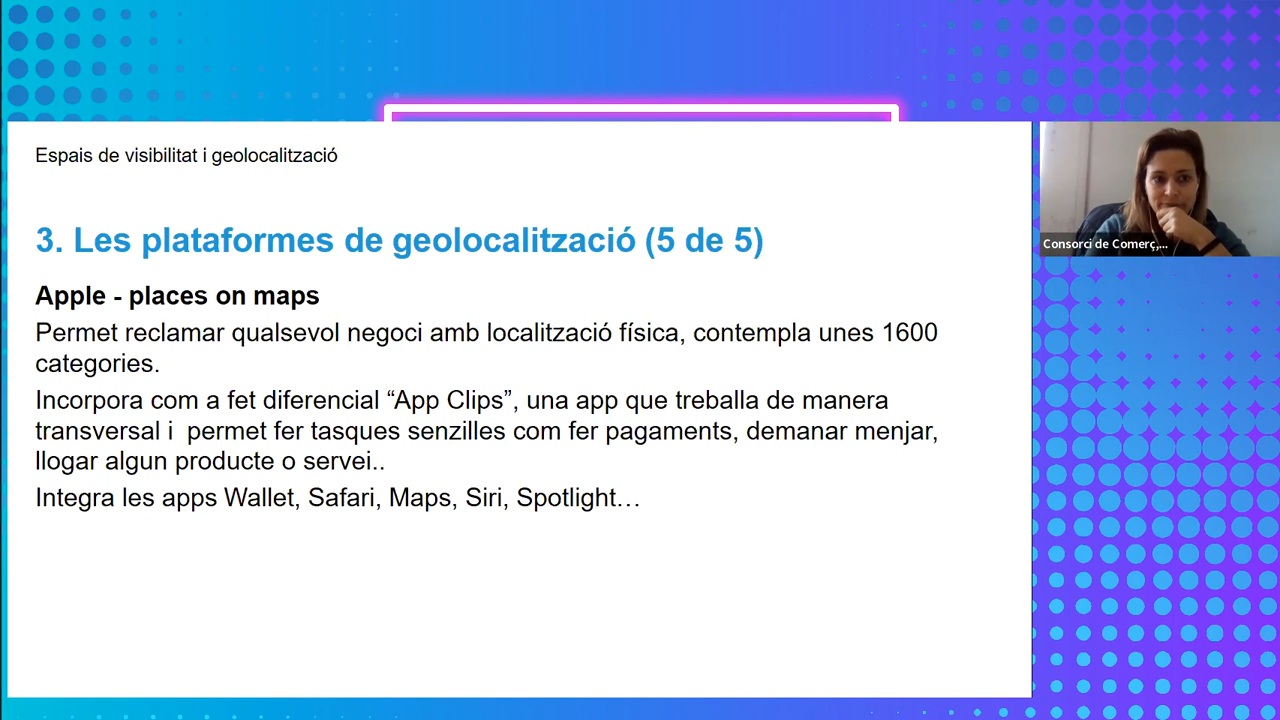 Espais de visibilitat i geolocalització
3. Les plataformes de geolocalització (5 de 5)
Apple - places on maps
Permet reclamar qualsevol negoci amb localització física, contempla unes 1600
categories.
Incorpora com a fet diferencial “App Clips”, una app que treballa de manera
transversal i  permet fer tasques senzilles com fer pagaments, demanar menjar,
llogar algun producte o servei..
Integra les apps Wallet, Safari, Maps, Siri, Spotlight…
Consorci de Comerç,...